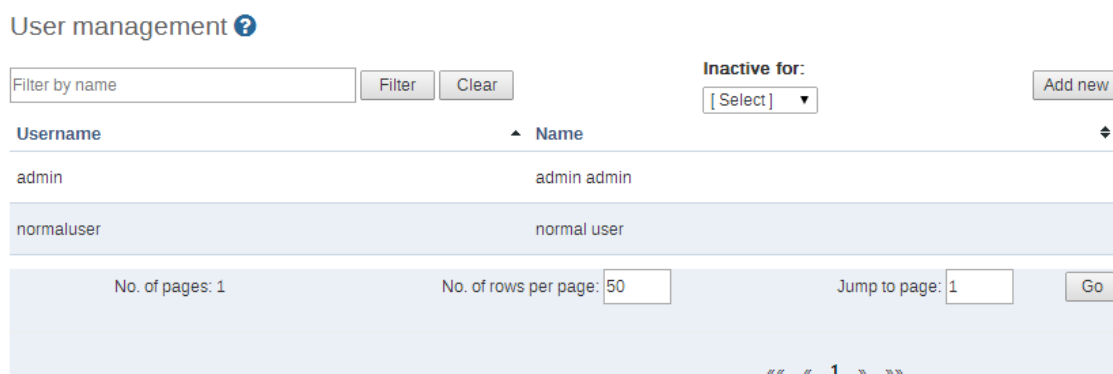 User management ?
Inactive for:
Filter by name Filter Clear [ Select ] Add new
Username Name
admin admin admin
normaluser normal user
No. of pages: 1 No. of rows per page: 50 Jump to page: 1 Go
«« « 1 » »»